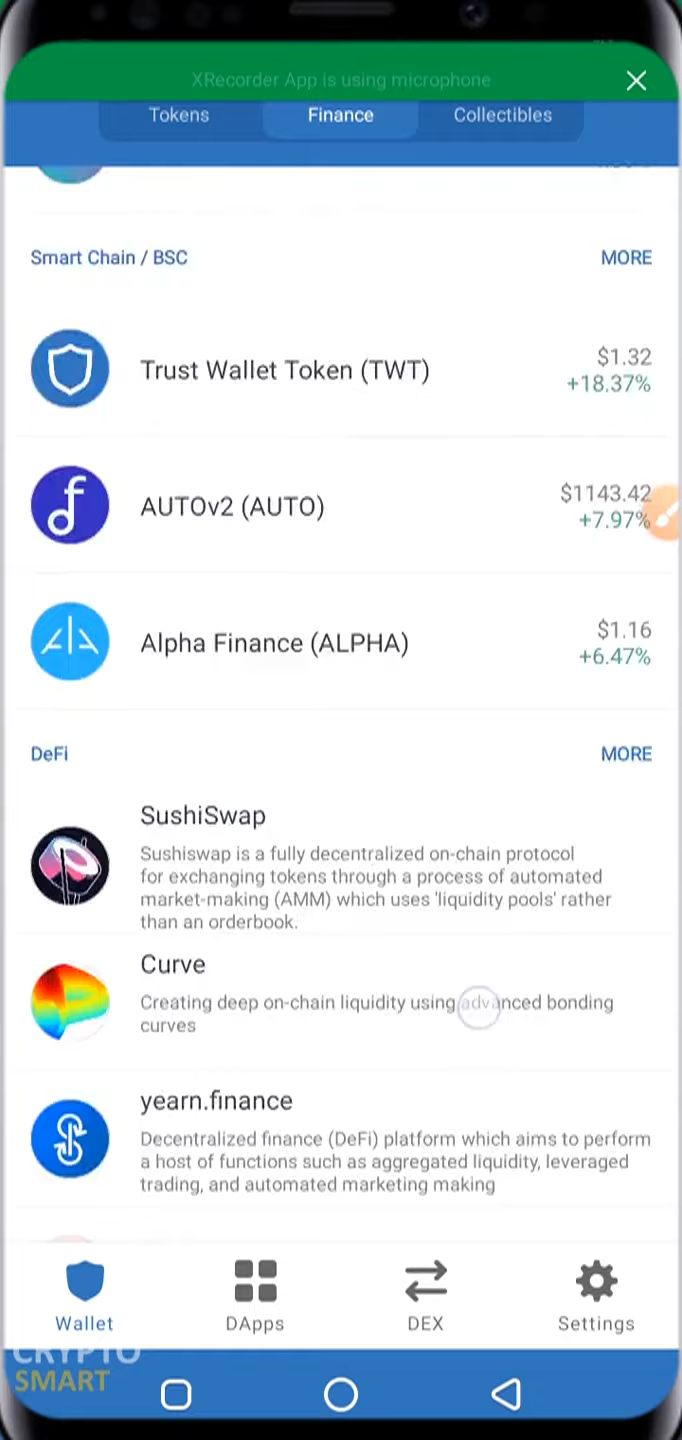 XRecorder App is using microphone
Tokens
Finance
Collectibles
Smart Chain / BSC
MORE
Trust Wallet Token (TWT)
$1.32
+18.37%
AUTOv2 (AUTO)
$1143.42
+7.97%
Alpha Finance (ALPHA)
$1.16
+6.47%
DeFi
MORE
SushiSwap
Sushiswap is a fully decentralized on-chain protocol
for exchanging tokens through a process of automated
market-making (AMM) which uses 'liquidity pools' rather
than an orderbook.
Curve
Creating deep on-chain liquidity using advanced bonding
curves
yearn.finance
Decentralized finance (DeFi) platform which aims to perform
a host of functions such as aggregated liquidity, leveraged
trading, and automated marketing making
Wallet
DApps
DEX
Settings
CRYPTO
SMART